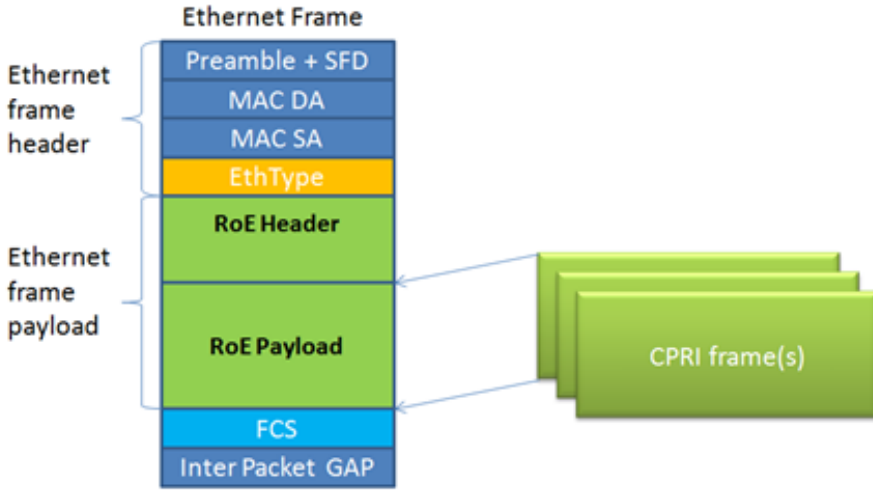 Ethernet Frame
Ethernet
frame
header
Preamble + SFD
MAC DA
MAC SA
EthType
Ethernet
frame
payload
RoE Header
RoE Payload
CPRI frame(s)
FCS
Inter Packet GAP